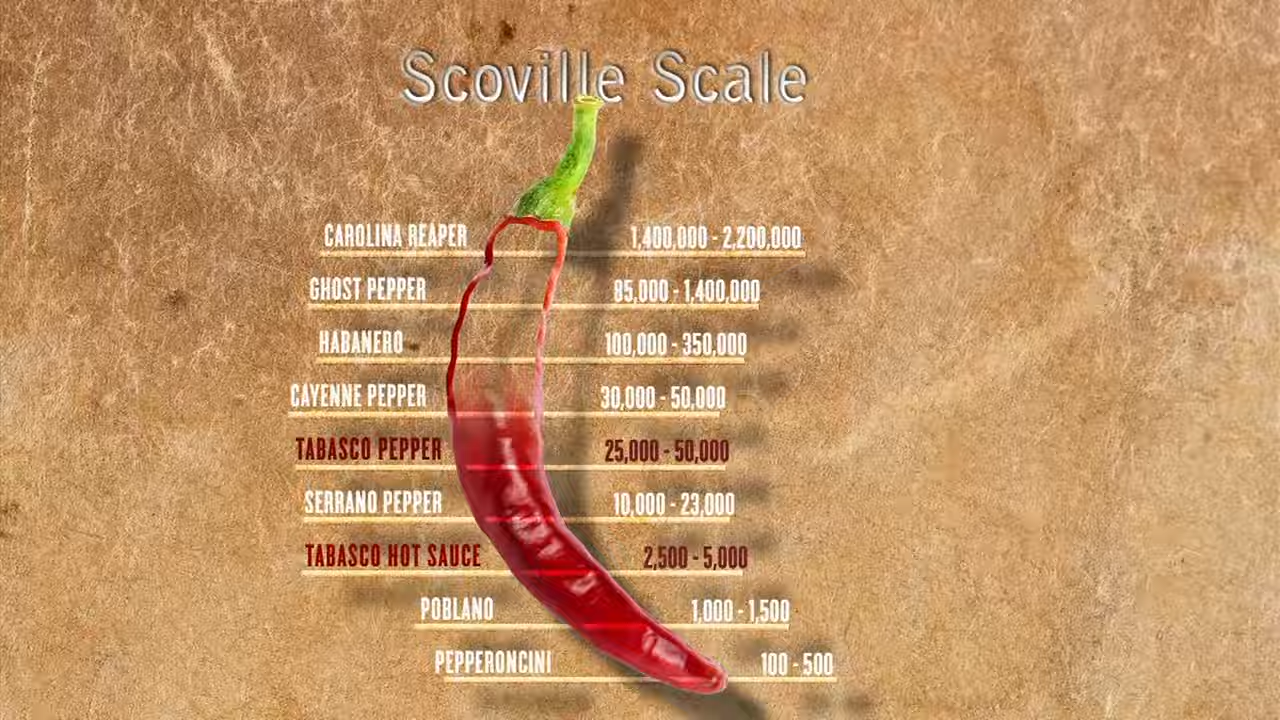 Scoville Scale
CAROLINA REAPER 1,400,000 - 2,200,000
GHOST PEPPER 85,000 - 1,400,000
HABANERO 100,000 - 350,000
CAYENNE PEPPER 30,000 - 50,000
TABASCO PEPPER 25,000 - 50,000
SERRANO PEPPER 10,000 - 23,000
TABASCO HOT SAUCE 2,500 - 5,000
POBLANO 1,000 - 1,500
PEPPERONCINI 100 - 500